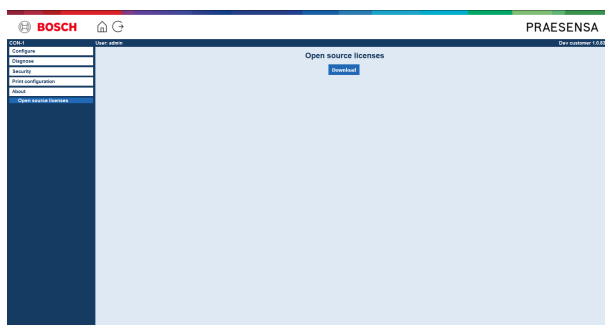 BOSCH
PRAESENSA
CON-1
User: admin
Dev customer 1.0.83
Configure
Diagnose
Security
Print configuration
About
Open source licenses
Open source licenses
Download